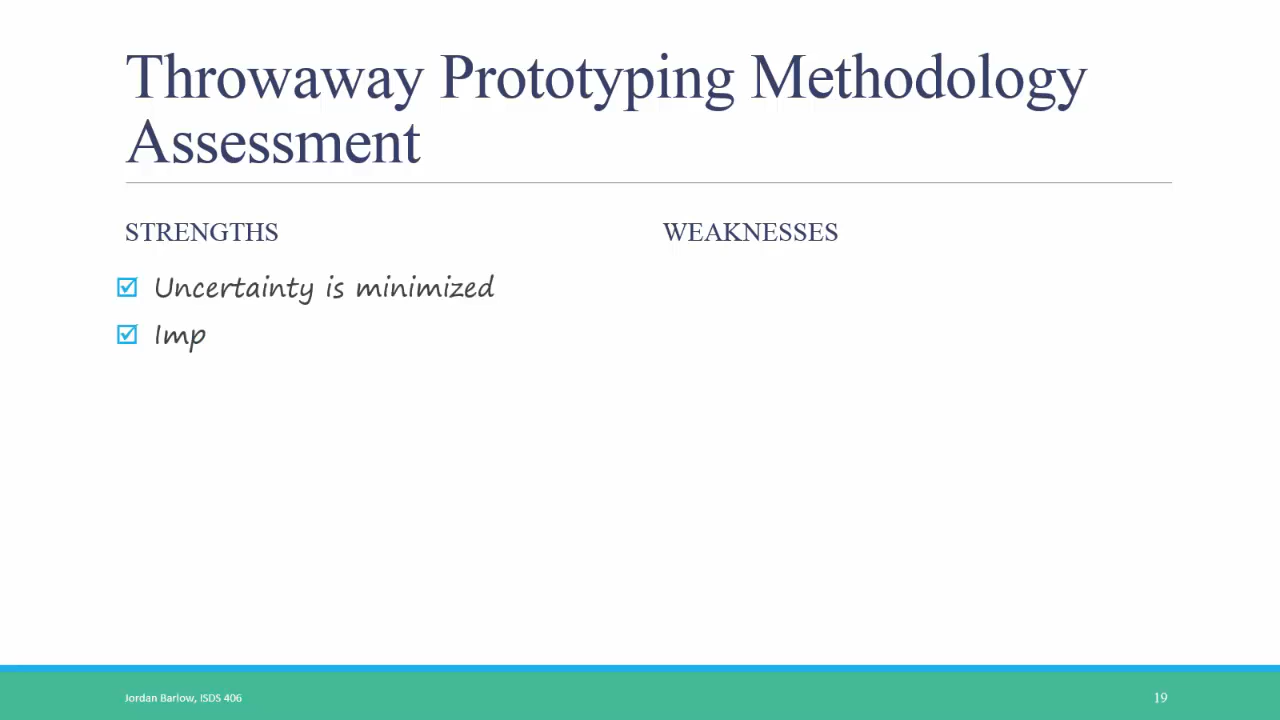 Throwaway Prototyping Methodology
Assessment
STRENGTHS
Uncertainty is minimized
Imp
WEAKNESSES
Jordan Barlow, ISDS 406
19